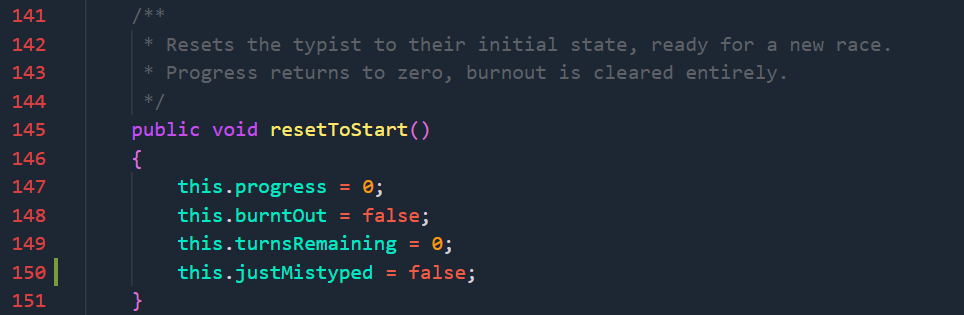 141 /**
142 * Resets the typist to their initial state, ready for a new race.
143 * Progress returns to zero, burnout is cleared entirely.
144 */
145 public void resetToStart()
146 {
147 this.progress = 0;
148 this.burntOut = false;
149 this.turnsRemaining = 0;
150 this.justMistyped = false;
151 }